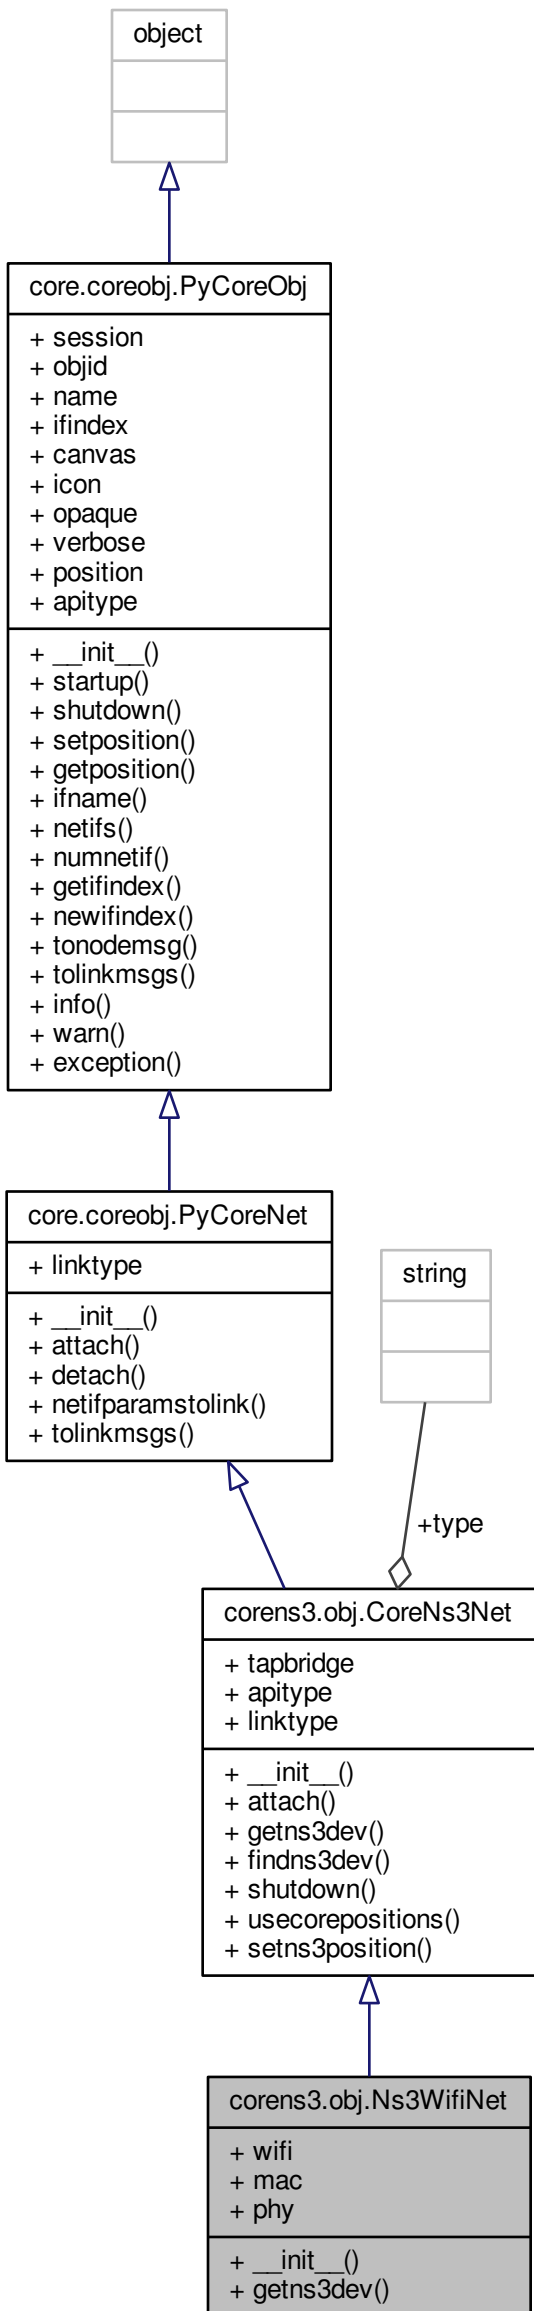 object
core.coreobj.PyCoreObj
+ session
+ objid
+ name
+ ifindex
+ canvas
+ icon
+ opaque
+ verbose
+ position
+ apitype
+ __init__()
+ startup()
+ shutdown()
+ setposition()
+ getposition()
+ ifname()
+ netifs()
+ numnetif()
+ getifindex()
+ newifindex()
+ tonodemsg()
+ tolinkmsgs()
+ info()
+ warn()
+ exception()
core.coreobj.PyCoreNet
+ linktype
+ __init__()
+ attach()
+ detach()
+ netifparamstolink()
+ tolinkmsgs()
string
+type
corens3.obj.CoreNs3Net
+ tapbridge
+ apitype
+ linktype
+ __init__()
+ attach()
+ getns3dev()
+ findns3dev()
+ shutdown()
+ usecorepositions()
+ setns3position()
corens3.obj.Ns3WifiNet
+ wifi
+ mac
+ phy
+ __init__()
+ getns3dev()